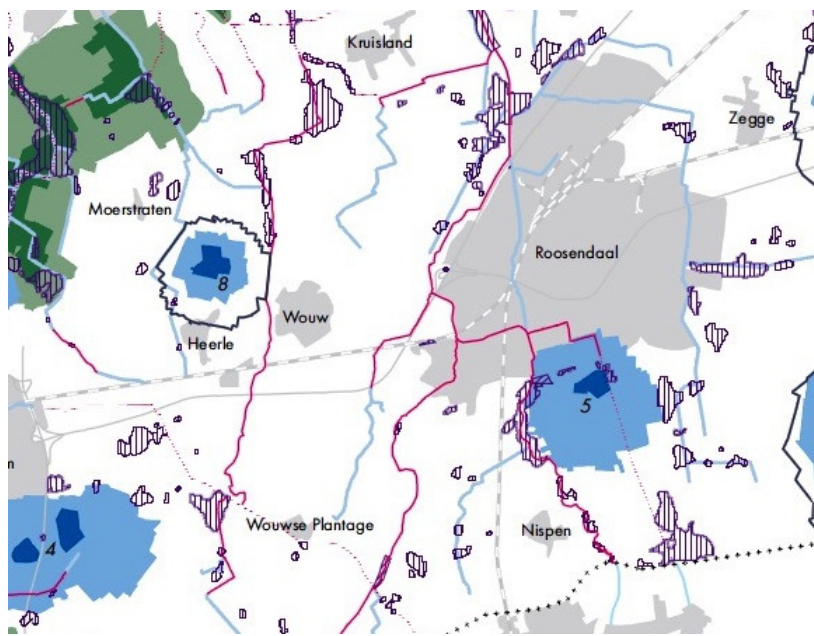 Kruisland
Zegge
Moerstraten
Roosendaal
8
Wouw
Heerle
5
m
Wouwse Plantage
Nispen
4